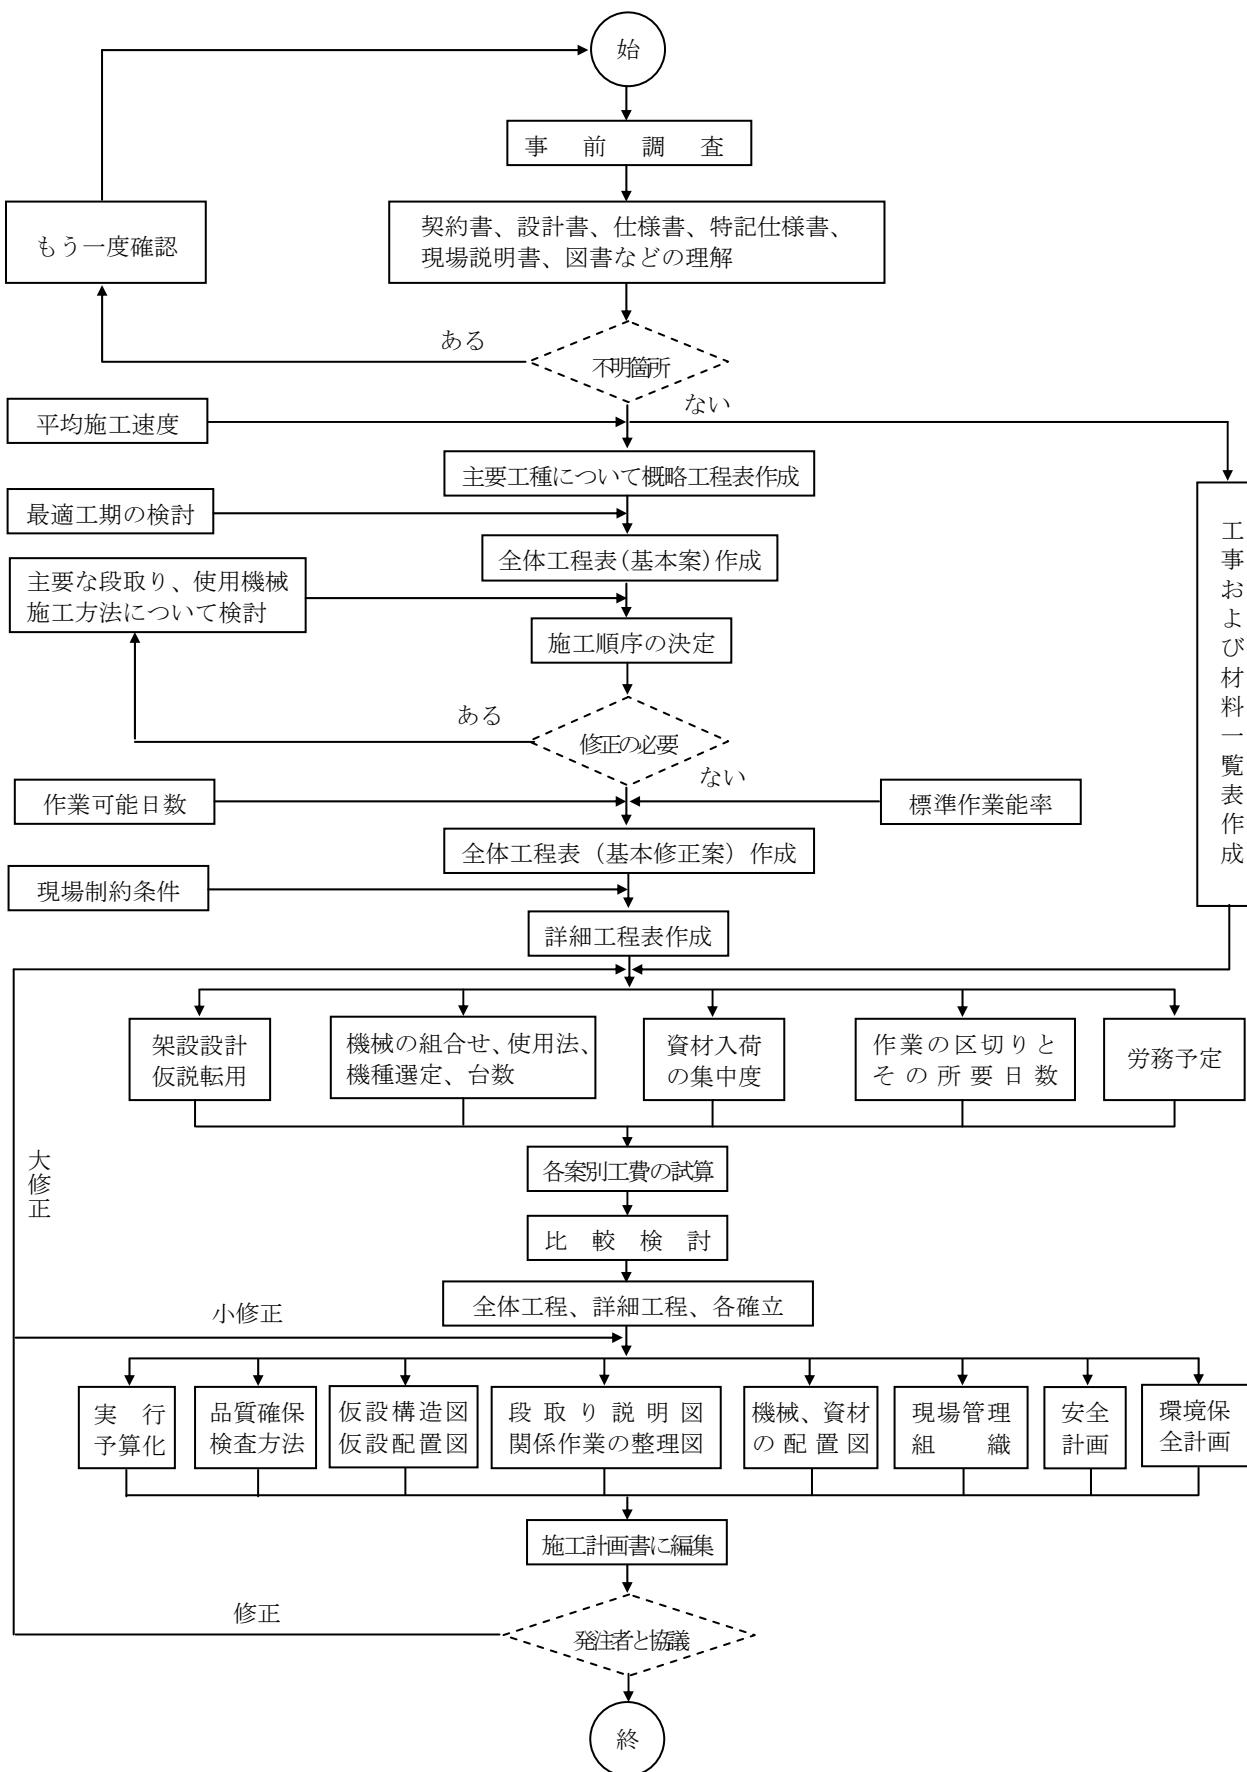 始
事前調査
もう一度確認
契約書、設計書、仕様書、特記仕様書、
現場説明書、図書などの理解
ある
不明箇所
ない
平均施工速度
主要工種について概略工程表作成
最適工期の検討
工事および材料一覧表作成
全体工程表(基本案)作成
主要な段取り、使用機械
施工方法について検討
施工順序の決定
ある
修正の必要
ない
作業可能日数
標準作業能率
全体工程表（基本修正案）作成
現場制約条件
詳細工程表作成
架設設計
仮説転用
機械の組合せ、使用法、
機種選定、台数
資材入荷
の集中度
作業の区切りと
その所要日数
労務予定
大修正
各案別工費の試算
比較検討
全体工程、詳細工程、各確立
小修正
実行
予算化
品質確保
検査方法
仮設構造図
仮設配置図
段取り説明図
関係作業の整理図
機械、資材
の配置図
現場管理
組織
安全
計画
環境保
全計画
施工計画書に編集
修正
発注者と協議
終